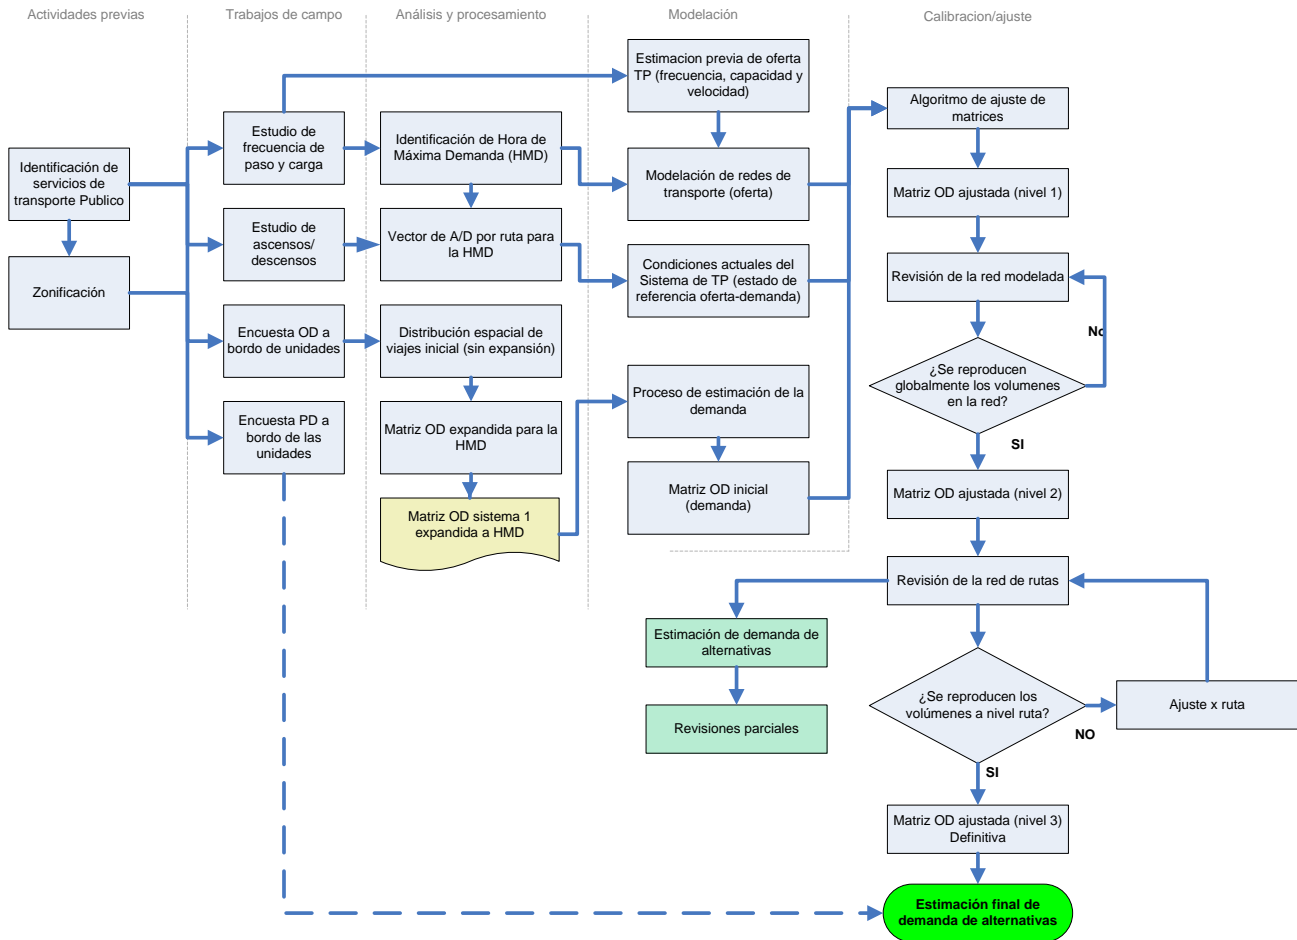 Actividades previas
Trabajos de campo
Análisis y procesamiento
Modelación
Calibracion/ajuste
Identificación de
servicios de
transporte Publico
Zonificación
Estudio de
frecuencia de
paso y carga
Estudio de
ascensos/
descensos
Encuesta OD a
bordo de unidades
Encuesta PD a
bordo de las
unidades
Identificación de Hora de
Máxima Demanda (HMD)
Vector de A/D por ruta para
la HMD
Distribución espacial de
viajes inicial (sin expansión)
Matriz OD expandida para la
HMD
Matriz OD sistema 1
expandida a HMD
Estimacion previa de oferta
TP (frecuencia, capacidad y
velocidad)
Modelación de redes de
transporte (oferta)
Condiciones actuales del
Sistema de TP (estado de
referencia oferta-demanda)
Proceso de estimación de la
demanda
Matriz OD inicial
(demanda)
Algoritmo de ajuste de
matrices
Matriz OD ajustada (nivel 1)
Revisión de la red
modelada
No
¿Se reproducen
globalmente los volumenes
en la red?
SI
Matriz OD ajustada (nivel 2)
Revisión de la red de rutas
Estimación de demanda de
alternativas
Revisiones parciales
¿Se reproducen los
volúmenes a nivel ruta?
NO
Ajuste x ruta
SI
Matriz OD ajustada (nivel 3)
Definitiva
Estimación final de
demanda de alternativas